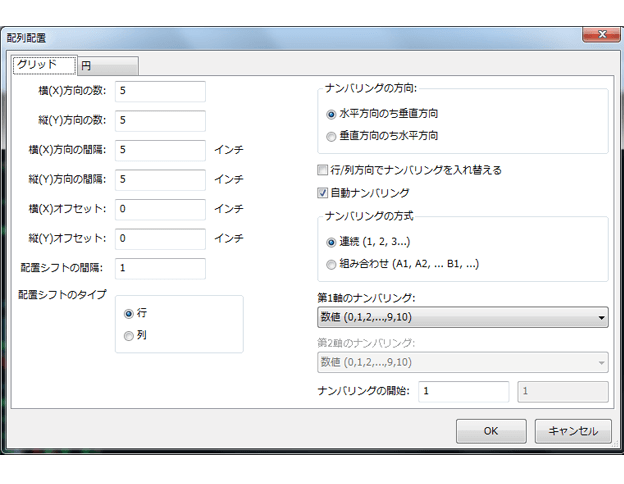 配列配置
グリッド 円
横(X)方向の数: 5
縦(Y)方向の数: 5
横(X)方向の間隔: 5 インチ
縦(Y)方向の間隔: 5 インチ
横(X)オフセット: 0 インチ
縦(Y)オフセット: 0 インチ
配置シフトの間隔: 1
配置シフトのタイプ
行
列
ナンバリングの方向:
水平方向のち垂直方向
垂直方向のち水平方向
行/列方向でナンバリングを入れ替える
自動ナンバリング
ナンバリングの方式
連続 (1, 2, 3...)
組み合わせ (A1, A2, ... B1, ...)
第1軸のナンバリング:
数値 (0,1,2,...,9,10)
第2軸のナンバリング:
数値 (0,1,2,...,9,10)
ナンバリングの開始: 1 1
OK キャンセル